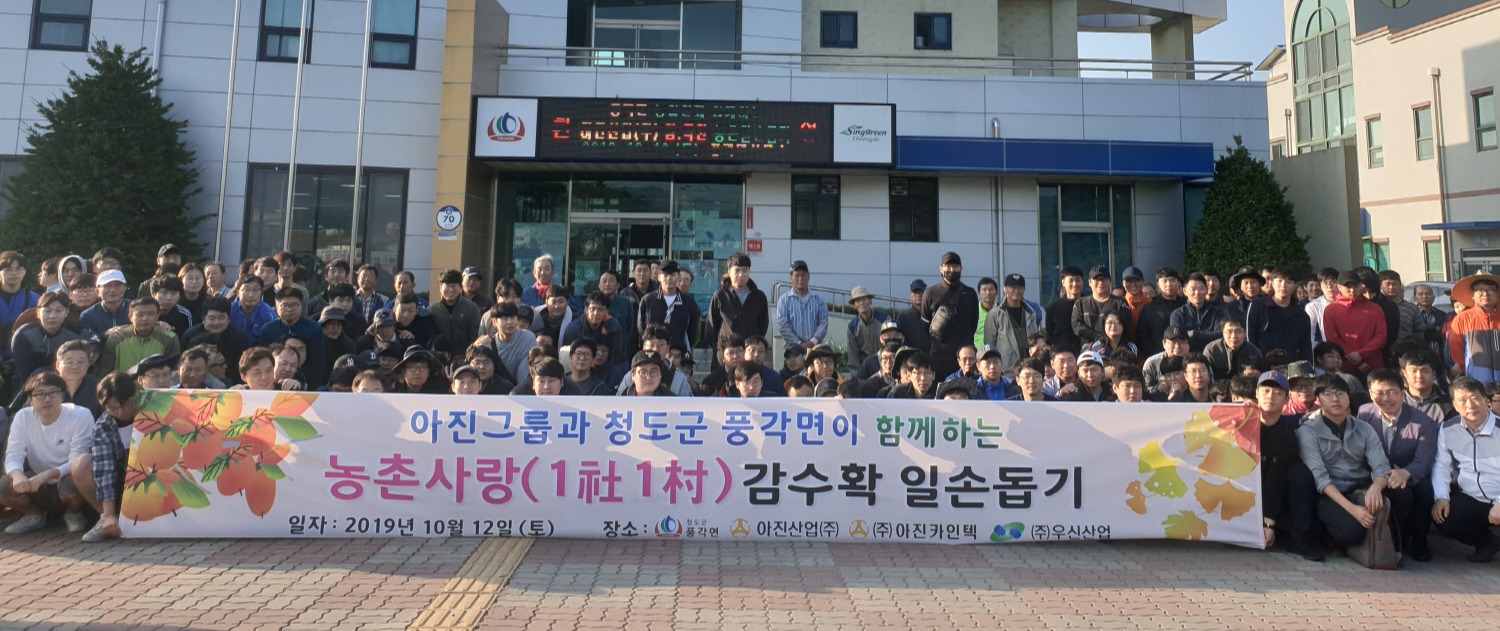 SingGreen
Cheongdo
70
아진그룹과 청도군 풍각면이 함께하는
농촌사랑(1社 1村) 감수확 일손돕기
일자 : 2019년 10월 12일 (토) 장소 : 청도군 풍각면 아진산업(주) (주)아진카인텍 (주)우신산업